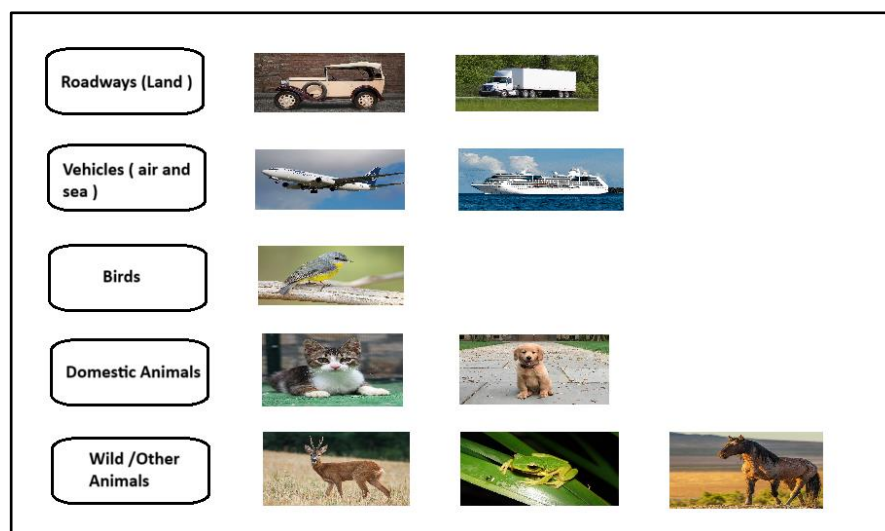 Roadways (Land )
Vehicles ( air and
sea )
Birds
Domestic Animals
Wild /Other
Animals